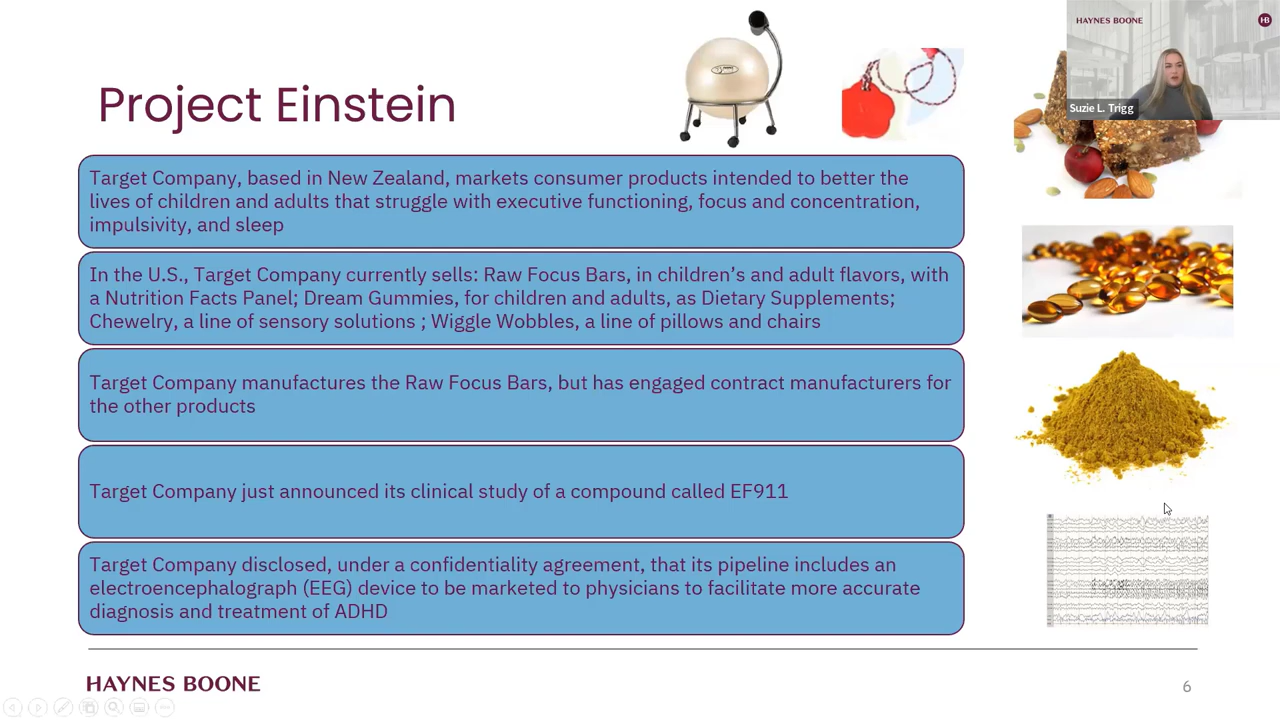 HAYNES BOONE
HB
Suzie L. Trigg
Project Einstein
Target Company, based in New Zealand, markets consumer products intended to better the
lives of children and adults that struggle with executive functioning, focus and concentration,
impulsivity, and sleep
In the U.S., Target Company currently sells: Raw Focus Bars, in children’s and adult flavors, with
a Nutrition Facts Panel; Dream Gummies, for children and adults, as Dietary Supplements;
Chewelry, a line of sensory solutions ; Wiggle Wobbles, a line of pillows and chairs
Target Company manufactures the Raw Focus Bars, but has engaged contract manufacturers for
the other products
Target Company just announced its clinical study of a compound called EF911
Target Company disclosed, under a confidentiality agreement, that its pipeline includes an
electroencephalograph (EEG) device to be marketed to physicians to facilitate more accurate
diagnosis and treatment of ADHD
HAYNES BOONE
6